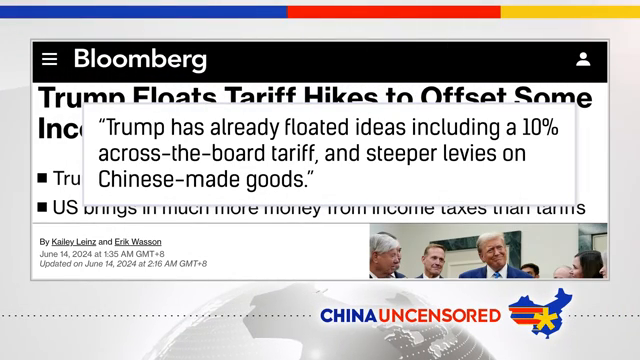 Bloomberg
Trump Floats Tariff Hikes to Offset Some
Inc
“Trump has already floated ideas including a 10%
across-the-board tariff, and steeper levies on
Chinese-made goods.”
■ Tru
■ US brings in much more money from income taxes than tariffs
By Kailey Leinz and Erik Wasson
June 14, 2024 at 1:35 AM GMT+8
Updated on June 14, 2024 at 2:16 AM GMT+8
CHINA UNCENSORED